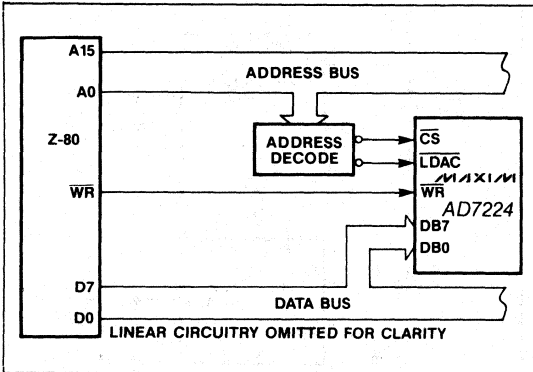 A15
ADDRESS BUS
A0
Z-80
ADDRESS
DECODE
CS
LDAC
MAXIM
WR
WR
AD7224
DB7
DB0
D7
DATA BUS
D0
LINEAR CIRCUITRY OMITTED FOR CLARITY